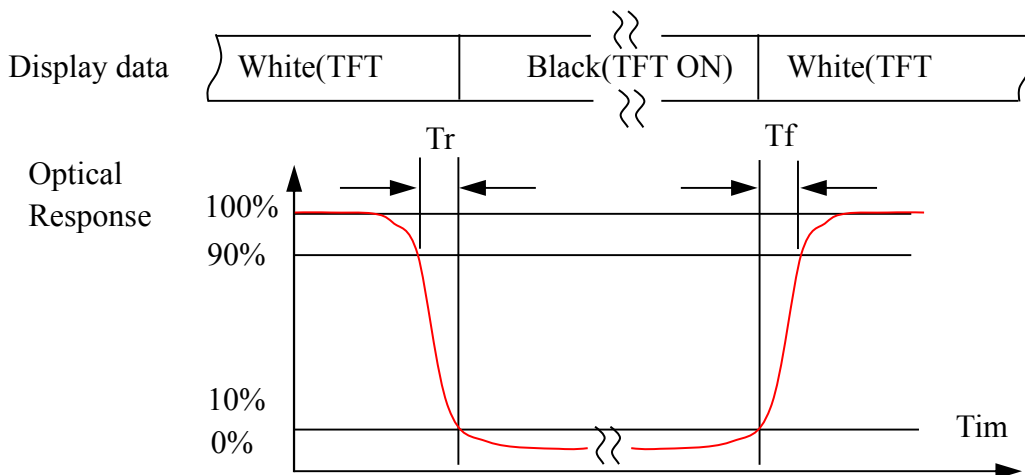 Display data
White(TFT
Black(TFT ON)
White(TFT
Tr
Tf
Optical
Response
100%
90%
10%
0%
Tim